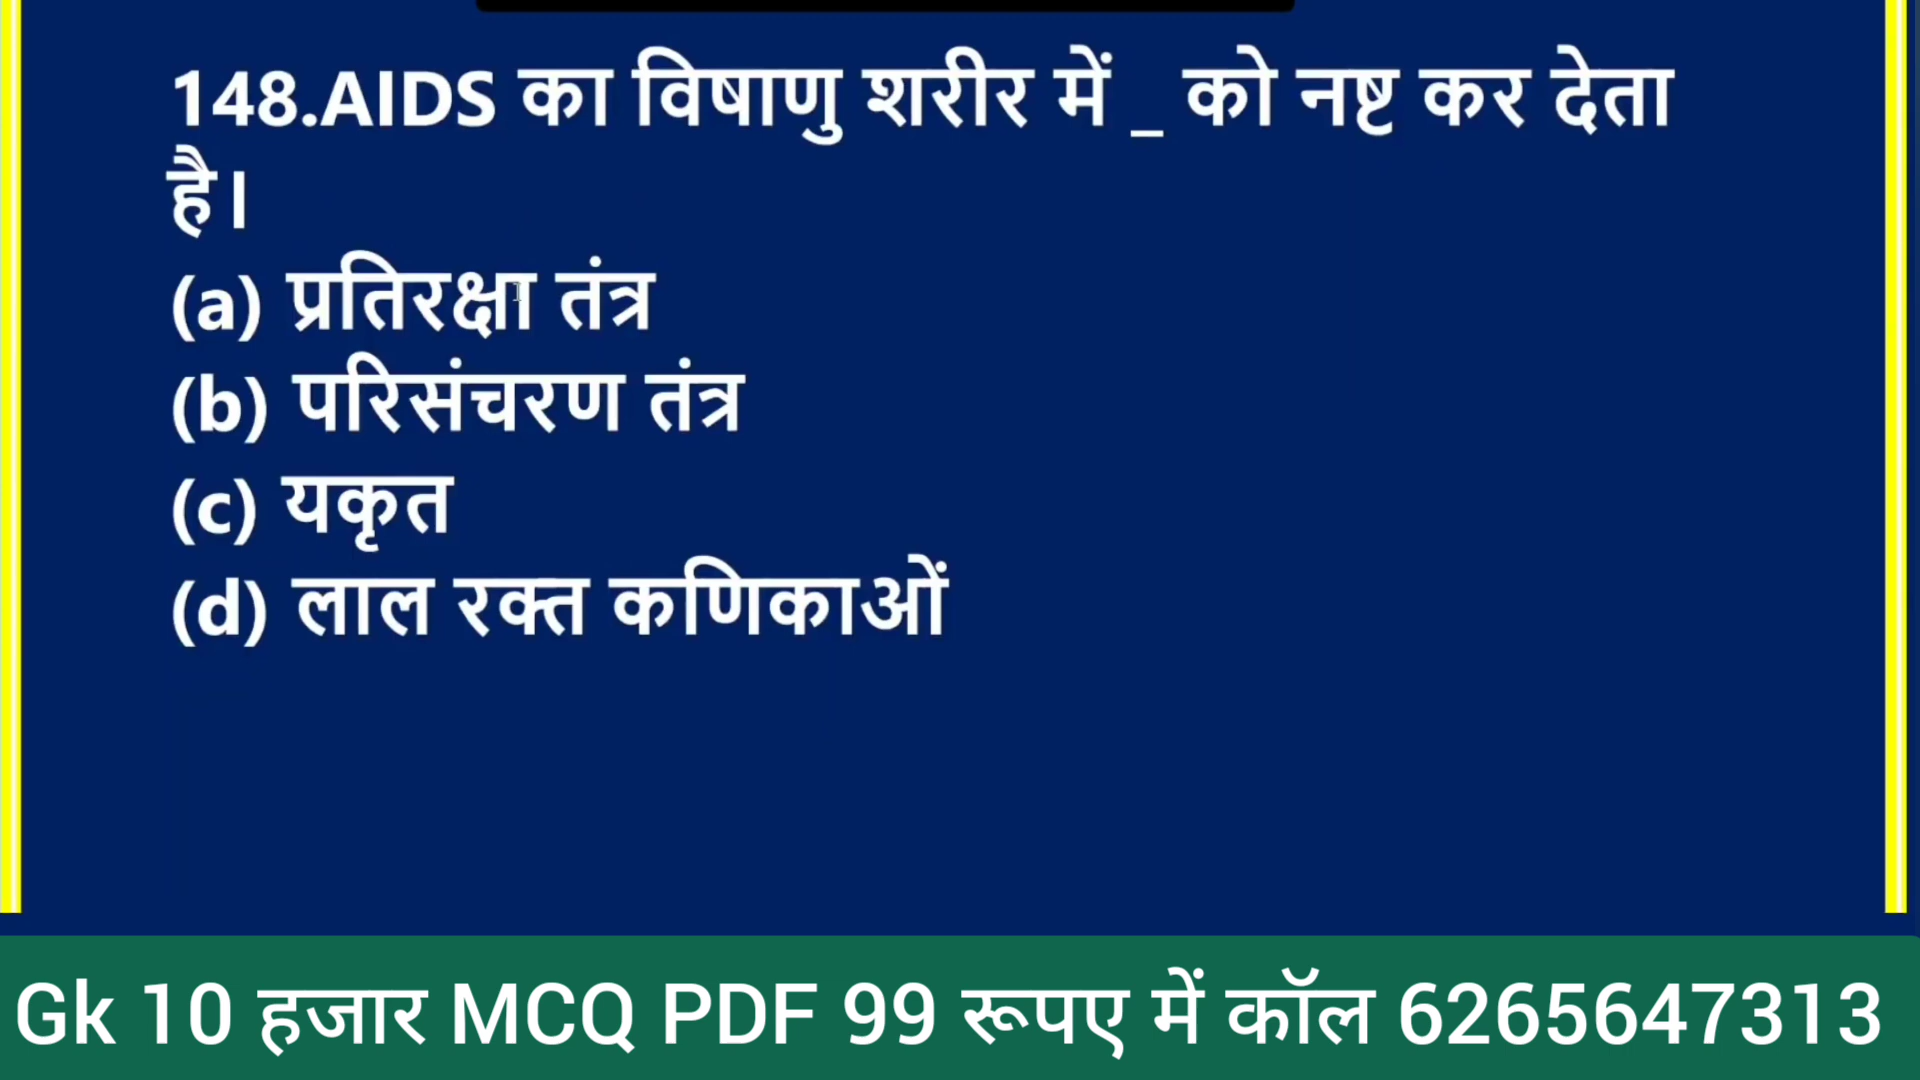 148.AIDS का विषाणु शरीर में _ को नष्ट कर देता
है।
(a) प्रतिरक्षा तंत्र
(b) परिसंचरण तंत्र
(c) यकृत
(d) लाल रक्त कणिकाओं
Gk 10 हजार MCQ PDF 99 रूपए में कॉल 6265647313